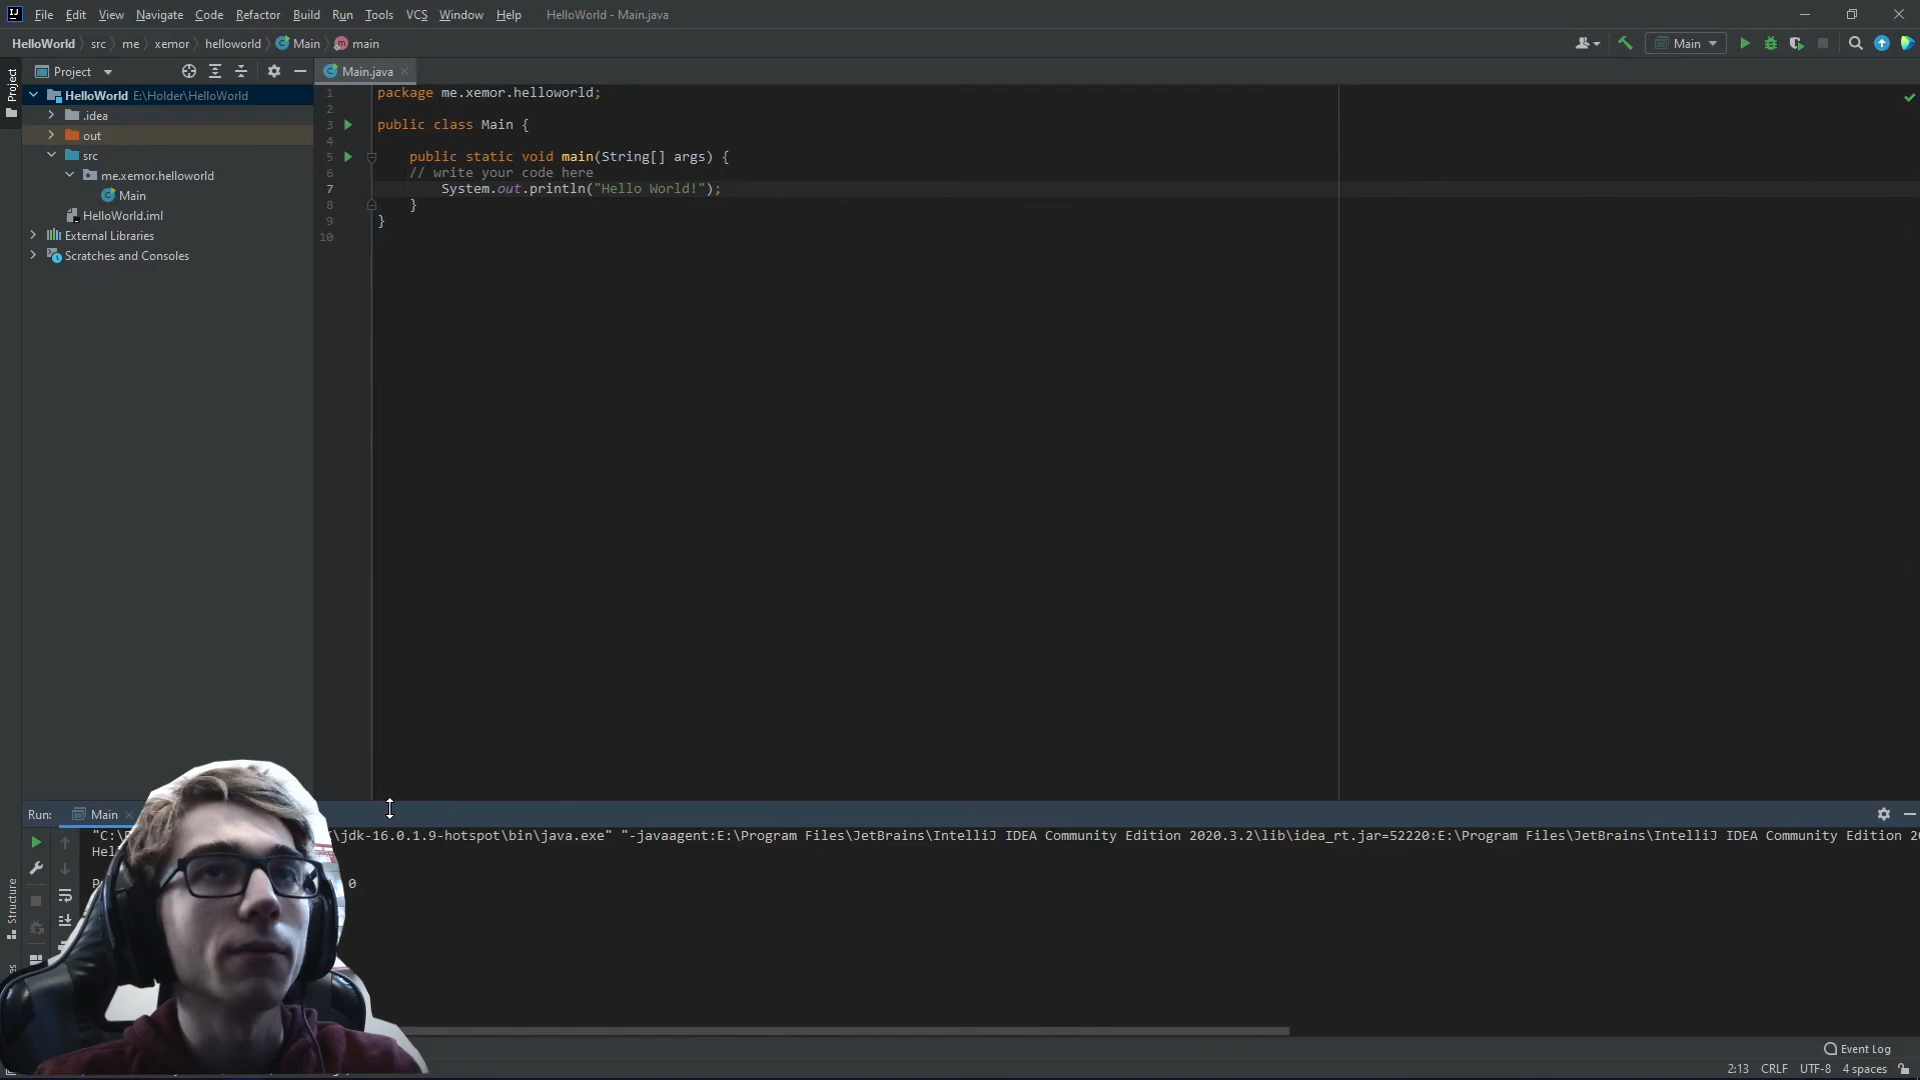 File Edit View Navigate Code Refactor Build Run Tools VCS Window Help HelloWorld - Main.java
HelloWorld src me xemor helloworld Main main
Main
Project
Project
Main.java
HelloWorld E:\Holder\HelloWorld
.idea
out
src
me.xemor.helloworld
Main
HelloWorld.iml
External Libraries
Scratches and Consoles
1 package me.xemor.helloworld;
2
3 public class Main {
4
5 public static void main(String[] args) {
6 // write your code here
7 System.out.println("Hello World!");
8 }
9 }
10
Run: Main
\jdk-16.0.1.9-hotspot\bin\java.exe" "-javaagent:E:\Program Files\JetBrains\IntelliJ IDEA Community Edition 2020.3.2\lib\idea_rt.jar=52220:E:\Program Files\JetBrains\IntelliJ IDEA Community Edition 20
0
Structure
Event Log
2:13 CRLF UTF-8 4 spaces